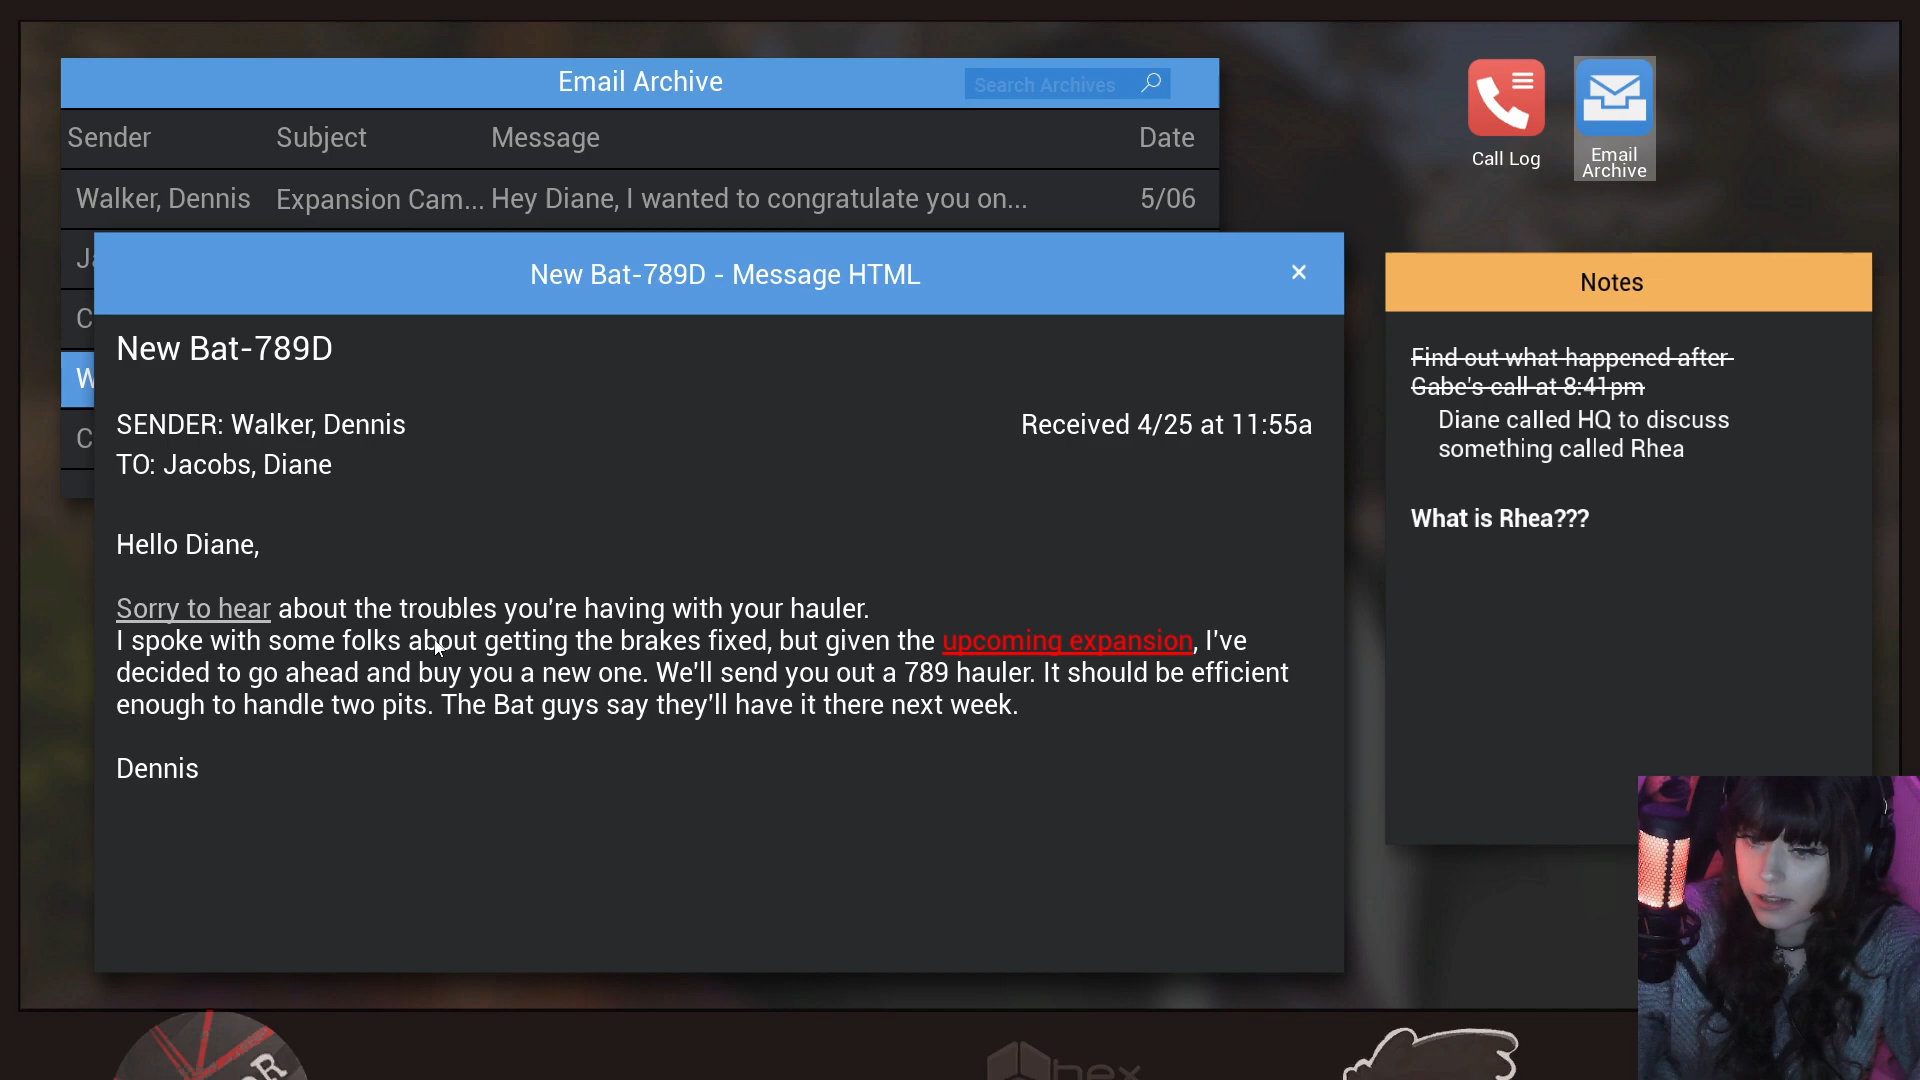 Email Archive
Search Archives
Sender Subject Message Date
Walker, Dennis Expansion Cam... Hey Diane, I wanted to congratulate you on... 5/06
New Bat-789D - Message HTML
×
New Bat-789D
SENDER: Walker, Dennis Received 4/25 at 11:55a
TO: Jacobs, Diane
Hello Diane,
Sorry to hear about the troubles you're having with your hauler.
I spoke with some folks about getting the brakes fixed, but given the upcoming expansion, I've
decided to go ahead and buy you a new one. We'll send you out a 789 hauler. It should be efficient
enough to handle two pits. The Bat guys say they'll have it there next week.
Dennis
Call Log
Email
Archive
Notes
Find out what happened after
Gabe's call at 8:41pm
Diane called HQ to discuss
something called Rhea
What is Rhea???
hex